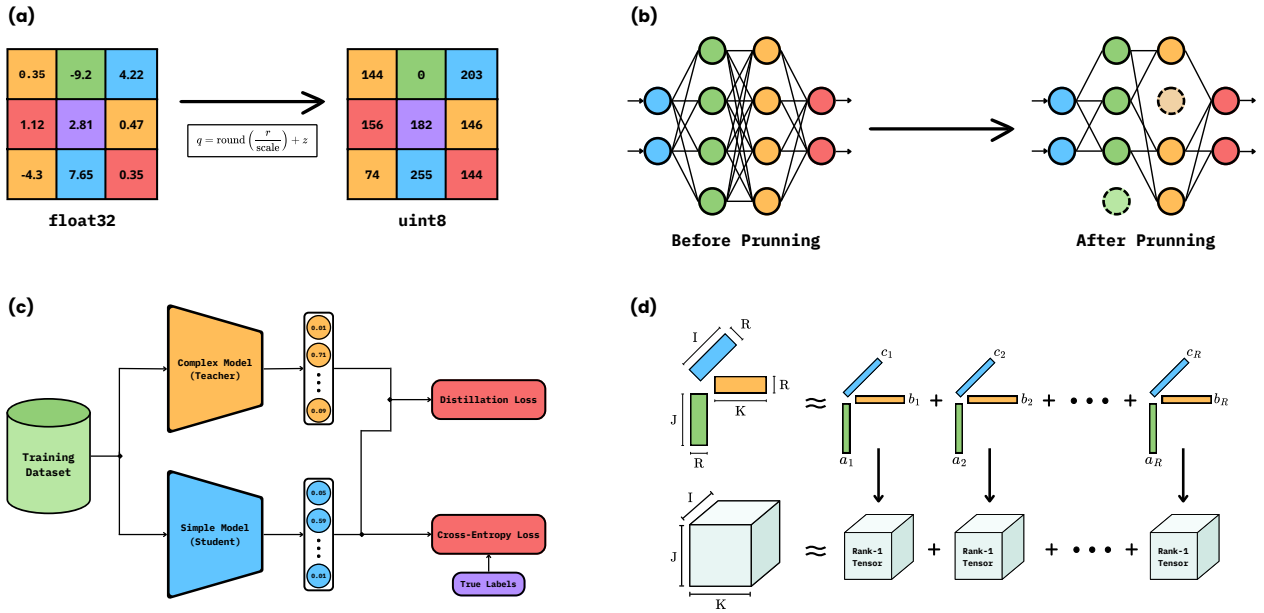 (a)
0.35 -9.2 4.22
1.12 2.81 0.47
-4.3 7.65 0.35
float32
q = round ( r / scale ) + z
144 0 203
156 182 146
74 255 144
uint8
(b)
Before Prunning
After Prunning
(c)
Training
Dataset
Complex Model
(Teacher)
0.01
0.71
0.09
Distillation Loss
Simple Model
(Student)
0.05
0.59
0.01
Cross-Entropy Loss
True Labels
(d)
I
R
R
K
J
R
≈
c₁
b₁
a₁
+
c₂
b₂
a₂
+ • • • +
c_R
b_R
a_R
I
J
K
≈
Rank-1
Tensor
+
Rank-1
Tensor
+ • • • +
Rank-1
Tensor